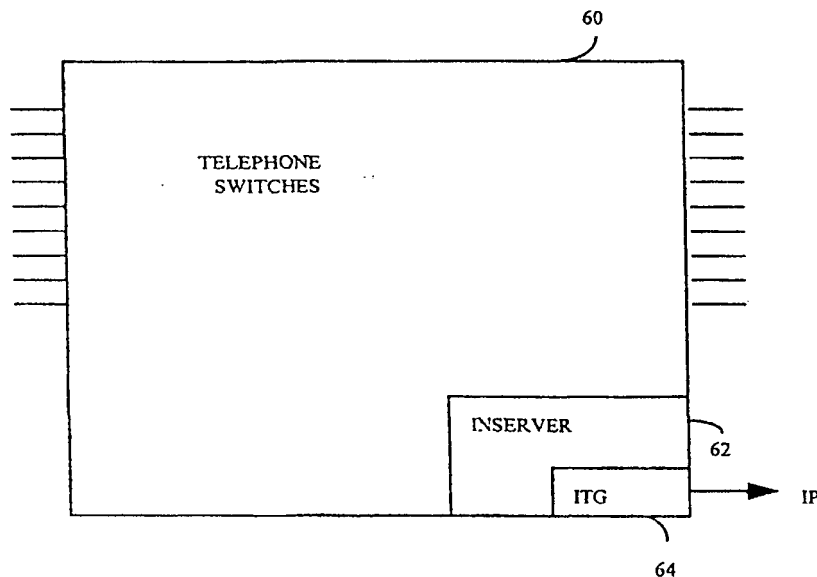 60
TELEPHONE
SWITCHES
INSERVER
62
ITG
IP
64